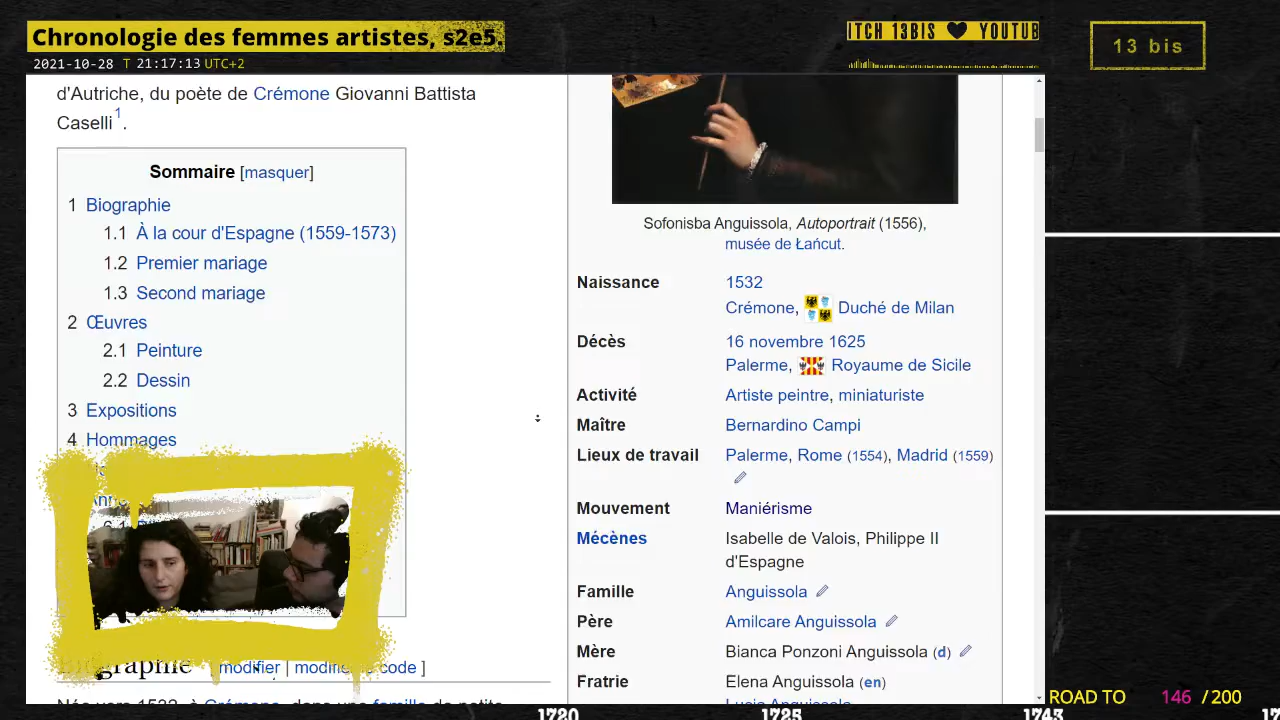 Chronologie des femmes artistes, s2e5
2021-10-28 T 21:17:13 UTC+2
ITCH 13BIS YOUTUB
13 bis
d'Autriche, du poète de Crémone Giovanni Battista
Caselli1.
Sommaire [masquer]
1 Biographie
1.1 À la cour d'Espagne (1559-1573)
1.2 Premier mariage
1.3 Second mariage
2 Œuvres
2.1 Peinture
2.2 Dessin
3 Expositions
4 Hommages
modifier | code ]
Sofonisba Anguissola, Autoportrait (1556),
musée de Łańcut.
Naissance 1532
Crémone, Duché de Milan
Décès 16 novembre 1625
Palerme, Royaume de Sicile
Activité Artiste peintre, miniaturiste
Maître Bernardino Campi
Lieux de travail Palerme, Rome (1554), Madrid (1559)
Mouvement Maniérisme
Mécènes Isabelle de Valois, Philippe II
d'Espagne
Famille Anguissola
Père Amilcare Anguissola
Mère Bianca Ponzoni Anguissola (d)
Fratrie Elena Anguissola (en)
ROAD TO 146 / 200
1720 1725 1743